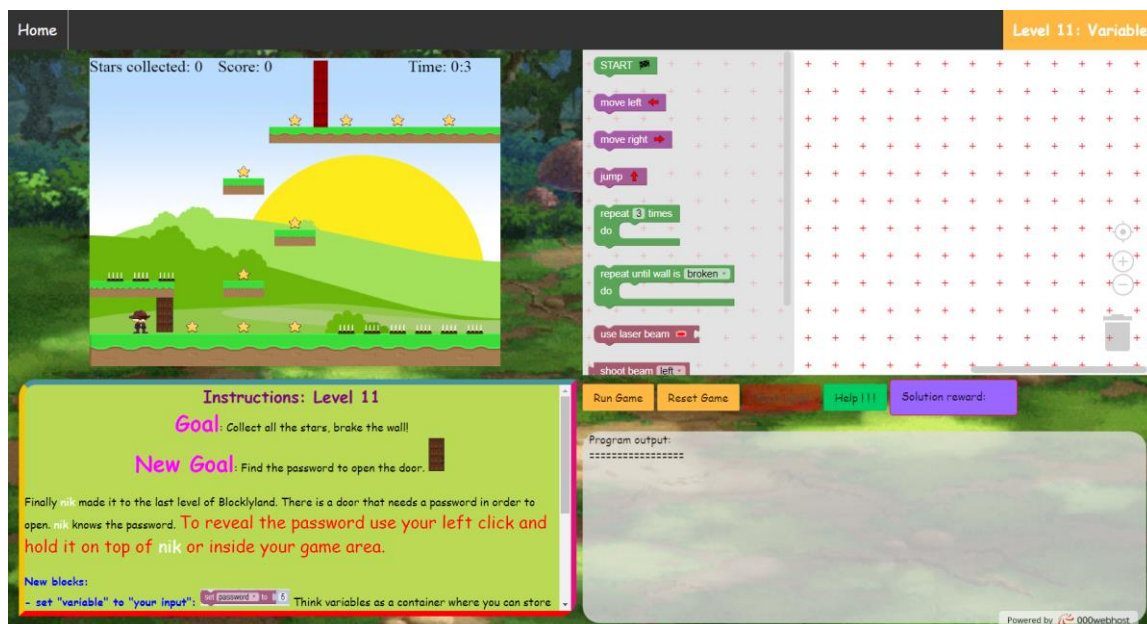 Home
Level 11: Variable
Stars collected: 0 Score: 0 Time: 0:3
START
move left
move right
jump
repeat 3 times
do
repeat until wall is broken
do
use laser beam
shoot beam left
Instructions: Level 11
Goal: Collect all the stars, brake the wall!
New Goal: Find the password to open the door.
Finally nik made it to the last level of Blocklyland. There is a door that needs a password in order to
open. nik knows the password. To reveal the password use your left click and
hold it on top of nik or inside your game area.
New blocks:
- set "variable" to "your input": set password to 5 Think variables as a container where you can store
Run Game
Reset Game
Help !!!
Solution reward:
Program output:
=================
Powered by 000webhost